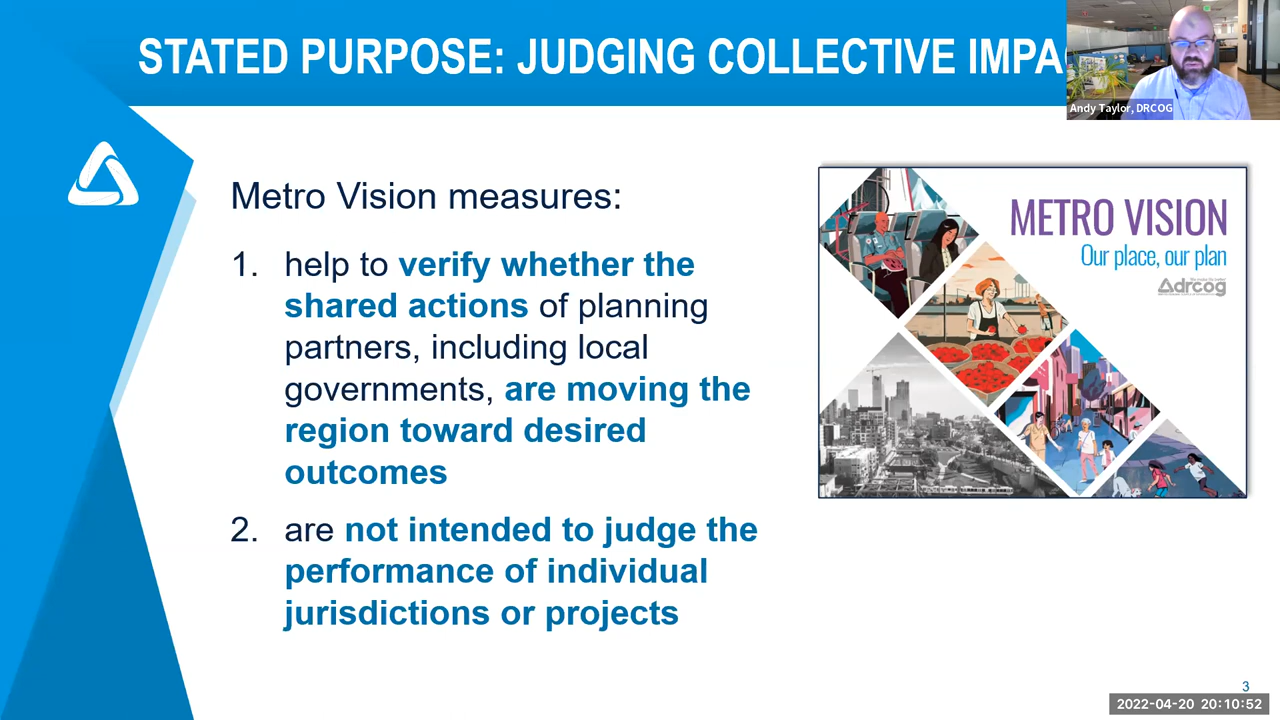 STATED PURPOSE: JUDGING COLLECTIVE IMPA
Andy Taylor, DRCOG
Metro Vision measures:
1. help to verify whether the
shared actions of planning
partners, including local
governments, are moving the
region toward desired
outcomes
2. are not intended to judge the
performance of individual
jurisdictions or projects
METRO VISION
Our place, our plan
drcog
3
2022-04-20 20:10:52